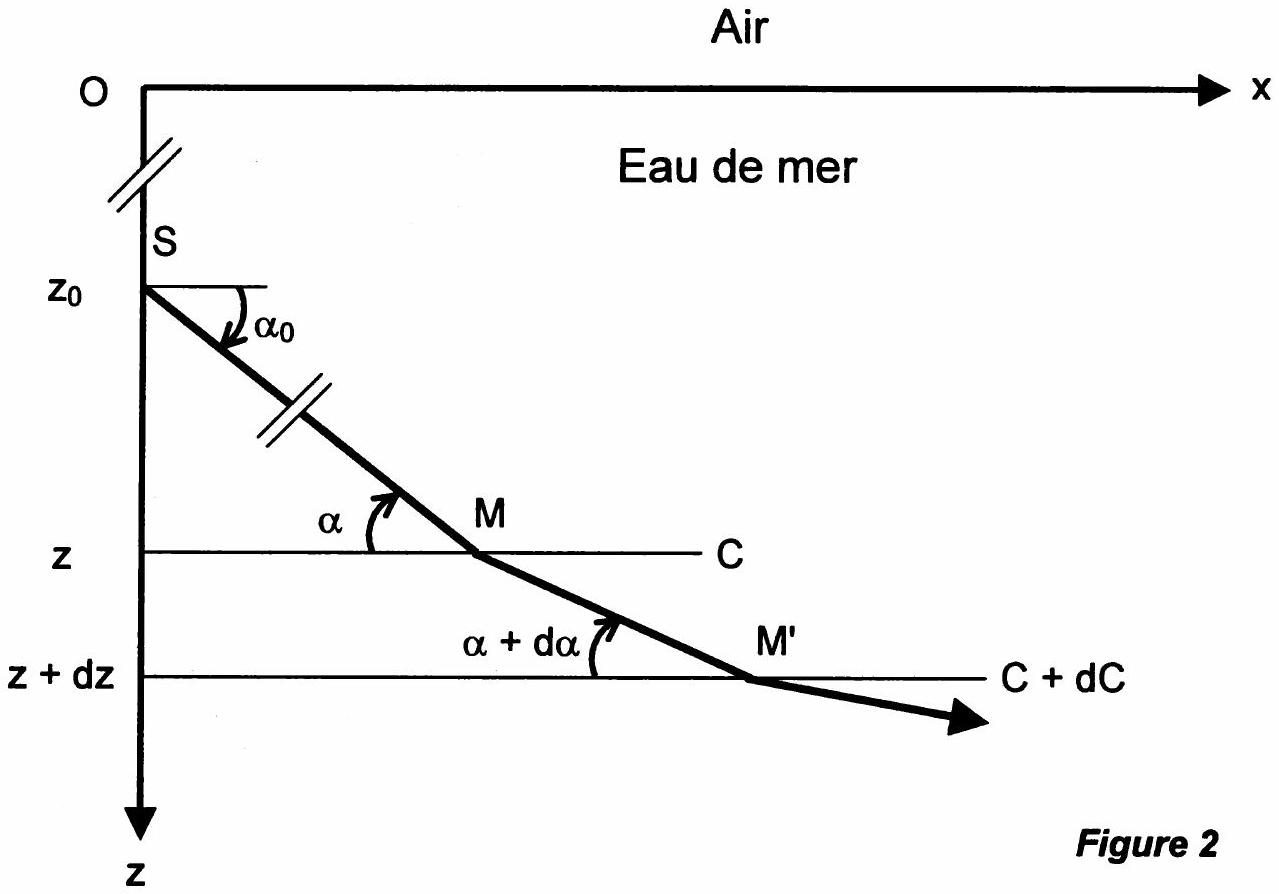 Air
O
x
Eau de mer
S
z₀
α₀
α
M
z
C
α + dα
M'
z + dz
C + dC
Figure 2
z